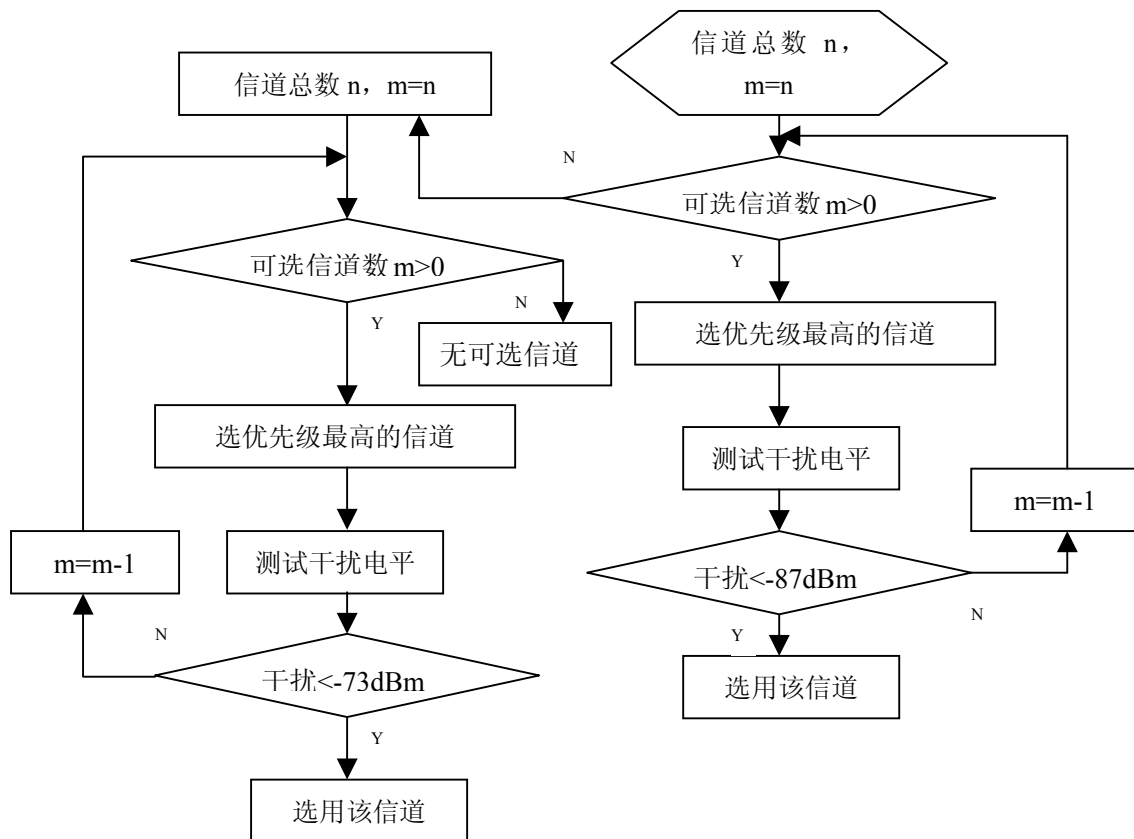 信道总数 n，
m=n
信道总数 n，m=n
N
可选信道数 m>0
Y
可选信道数 m>0
N
Y
选优先级最高的信道
无可选信道
选优先级最高的信道
测试干扰电平
m=m-1
测试干扰电平
m=m-1
干扰<-87dBm
N
Y
N
干扰<-73dBm
选用该信道
Y
选用该信道